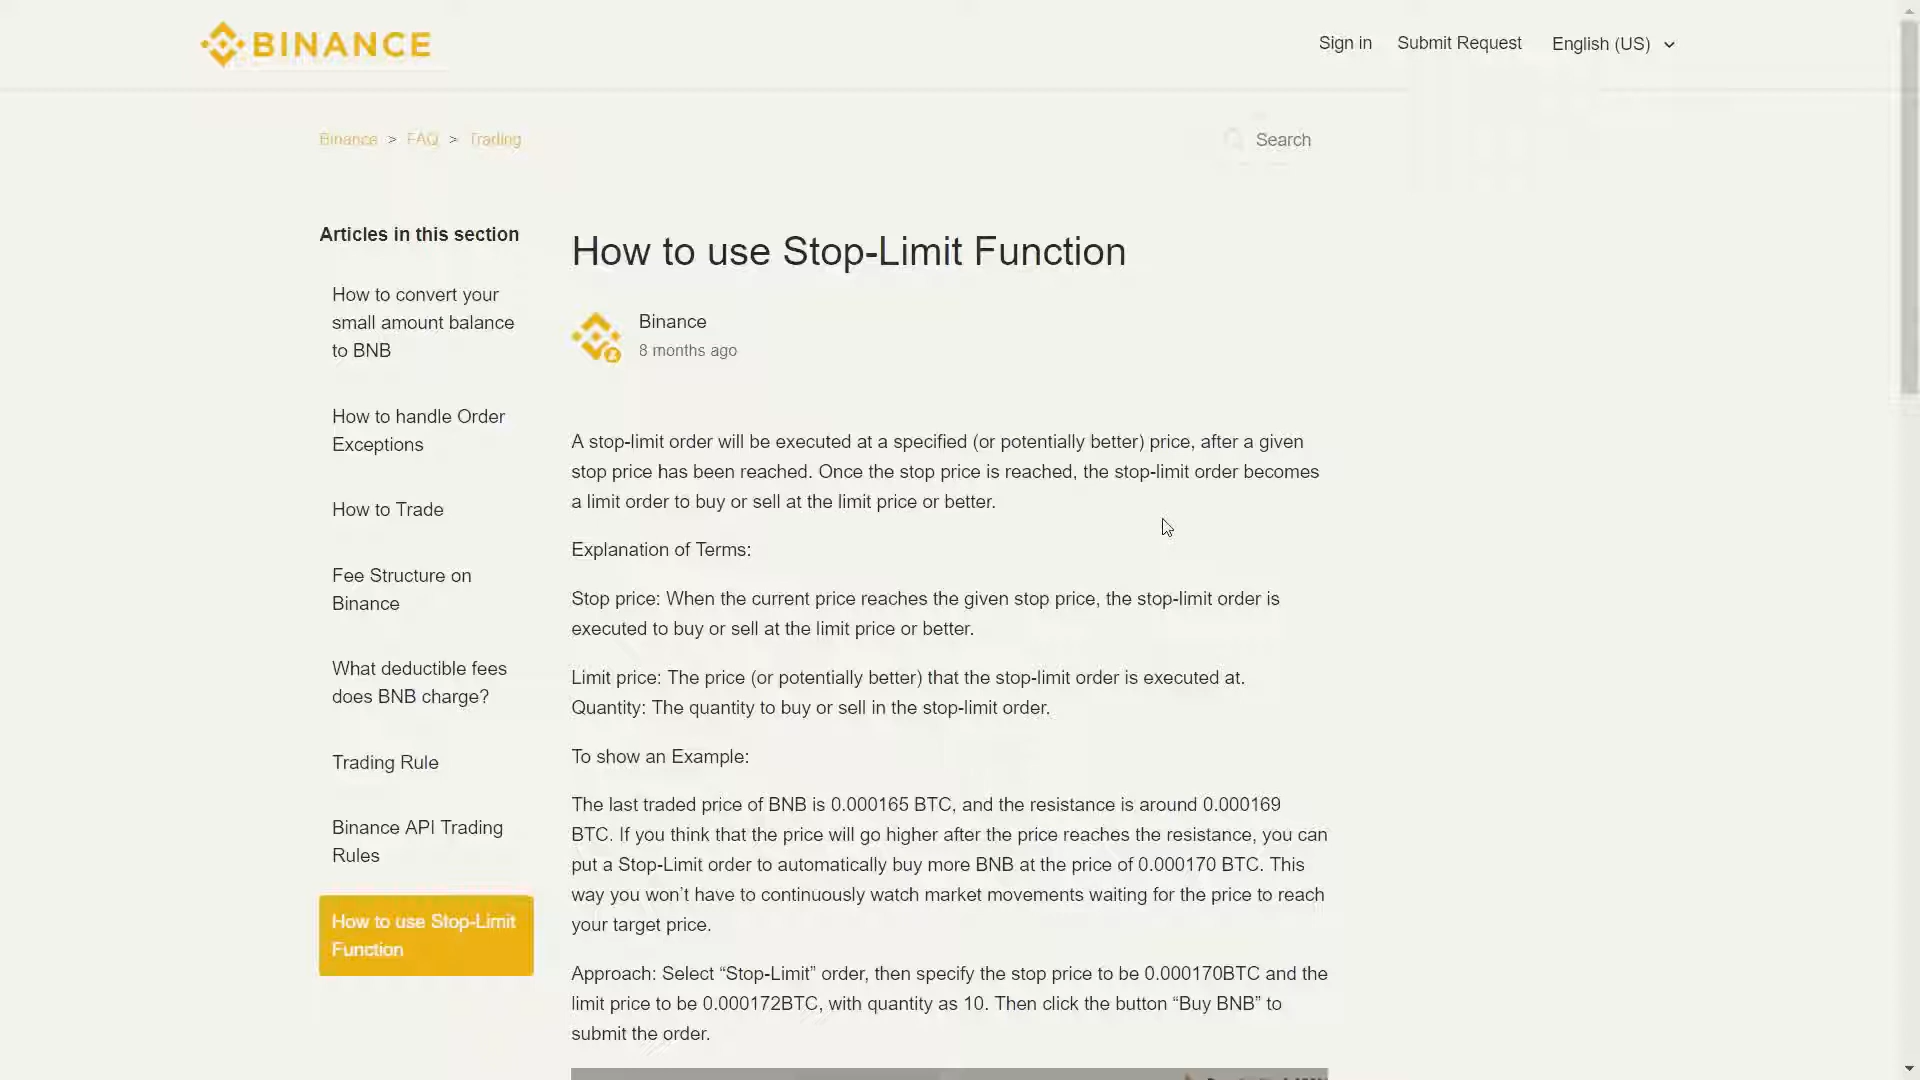 BINANCE
Sign in
Submit Request
English (US)
Binance > FAQ > Trading
Search
Articles in this section
How to convert your
small amount balance
to BNB
How to handle Order
Exceptions
How to Trade
Fee Structure on
Binance
What deductible fees
does BNB charge?
Trading Rule
Binance API Trading
Rules
How to use Stop-Limit
Function
How to use Stop-Limit Function
Binance
8 months ago
A stop-limit order will be executed at a specified (or potentially better) price, after a given
stop price has been reached. Once the stop price is reached, the stop-limit order becomes
a limit order to buy or sell at the limit price or better.
Explanation of Terms:
Stop price: When the current price reaches the given stop price, the stop-limit order is
executed to buy or sell at the limit price or better.
Limit price: The price (or potentially better) that the stop-limit order is executed at.
Quantity: The quantity to buy or sell in the stop-limit order.
To show an Example:
The last traded price of BNB is 0.000165 BTC, and the resistance is around 0.000169
BTC. If you think that the price will go higher after the price reaches the resistance, you can
put a Stop-Limit order to automatically buy more BNB at the price of 0.000170 BTC. This
way you won’t have to continuously watch market movements waiting for the price to reach
your target price.
Approach: Select “Stop-Limit” order, then specify the stop price to be 0.000170BTC and the
limit price to be 0.000172BTC, with quantity as 10. Then click the button “Buy BNB” to
submit the order.